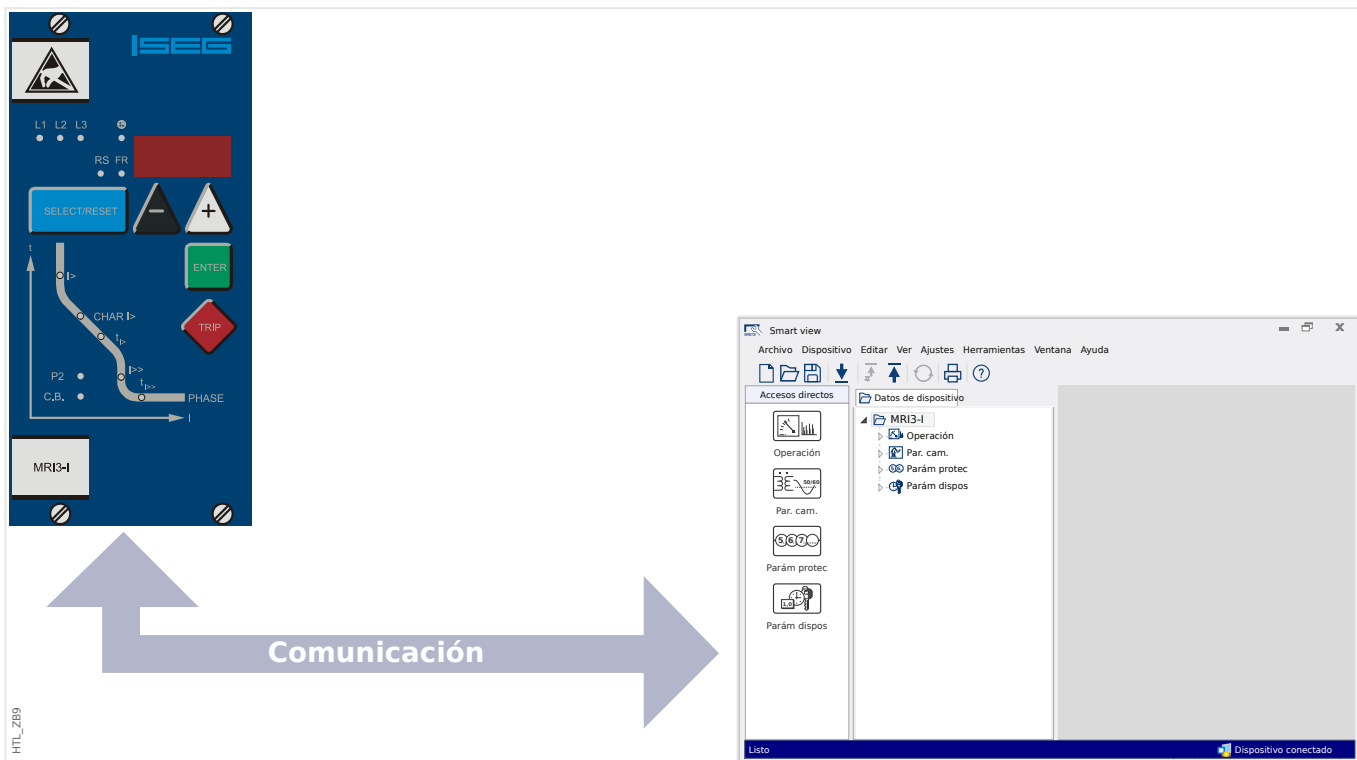 ISEG
L1 L2 L3
RS FR
SELECT/RESET
-
+
t
I>
ENTER
CHAR I>
TRIP
tI>
I>>
P2
tI>>
C.B.
PHASE
I
MRI3-I
Comunicación
HTL_ZB9
Smart view
Archivo Dispositivo Editar Ver Ajustes Herramientas Ventana Ayuda
Accesos directos
Datos de dispositivo
MRI3-I
Operación
Par. cam.
Parám protec
Parám dispos
Operación
50/60
Par. cam.
5 6 7
Parám protec
1,0
Parám dispos
Listo
Dispositivo conectado